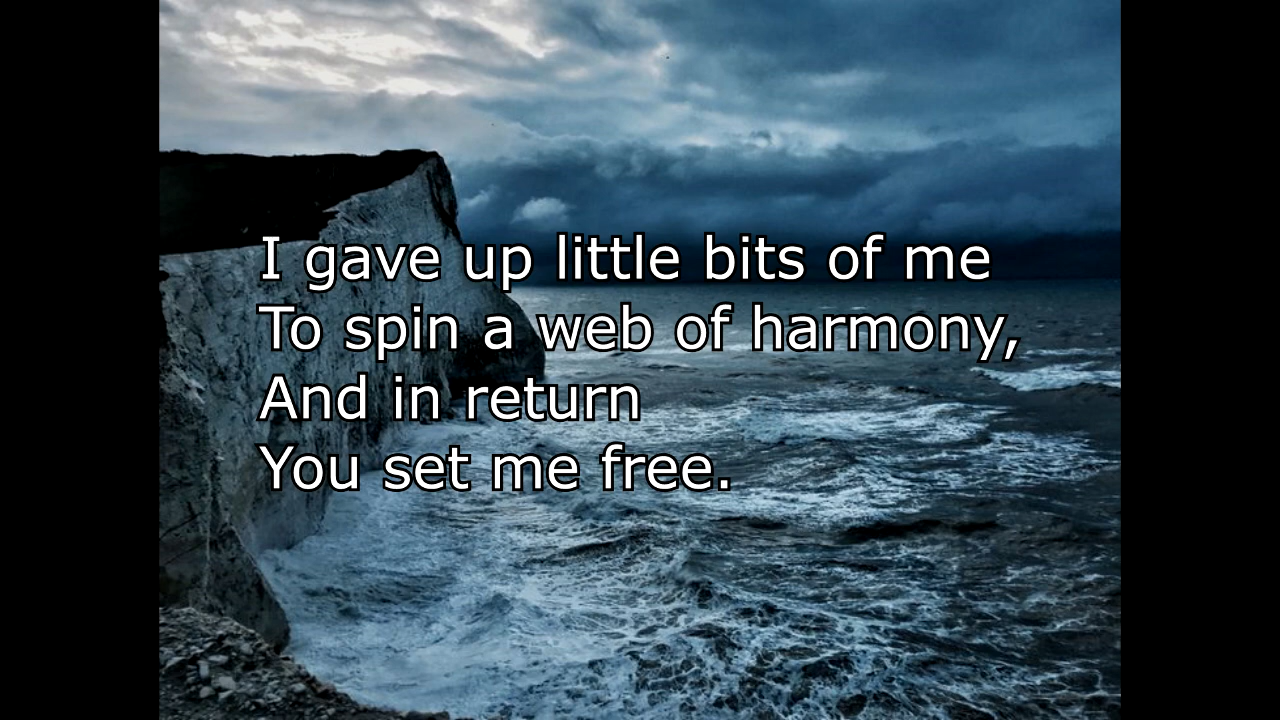 I gave up little bits of me
To spin a web of harmony,
And in return
You set me free.